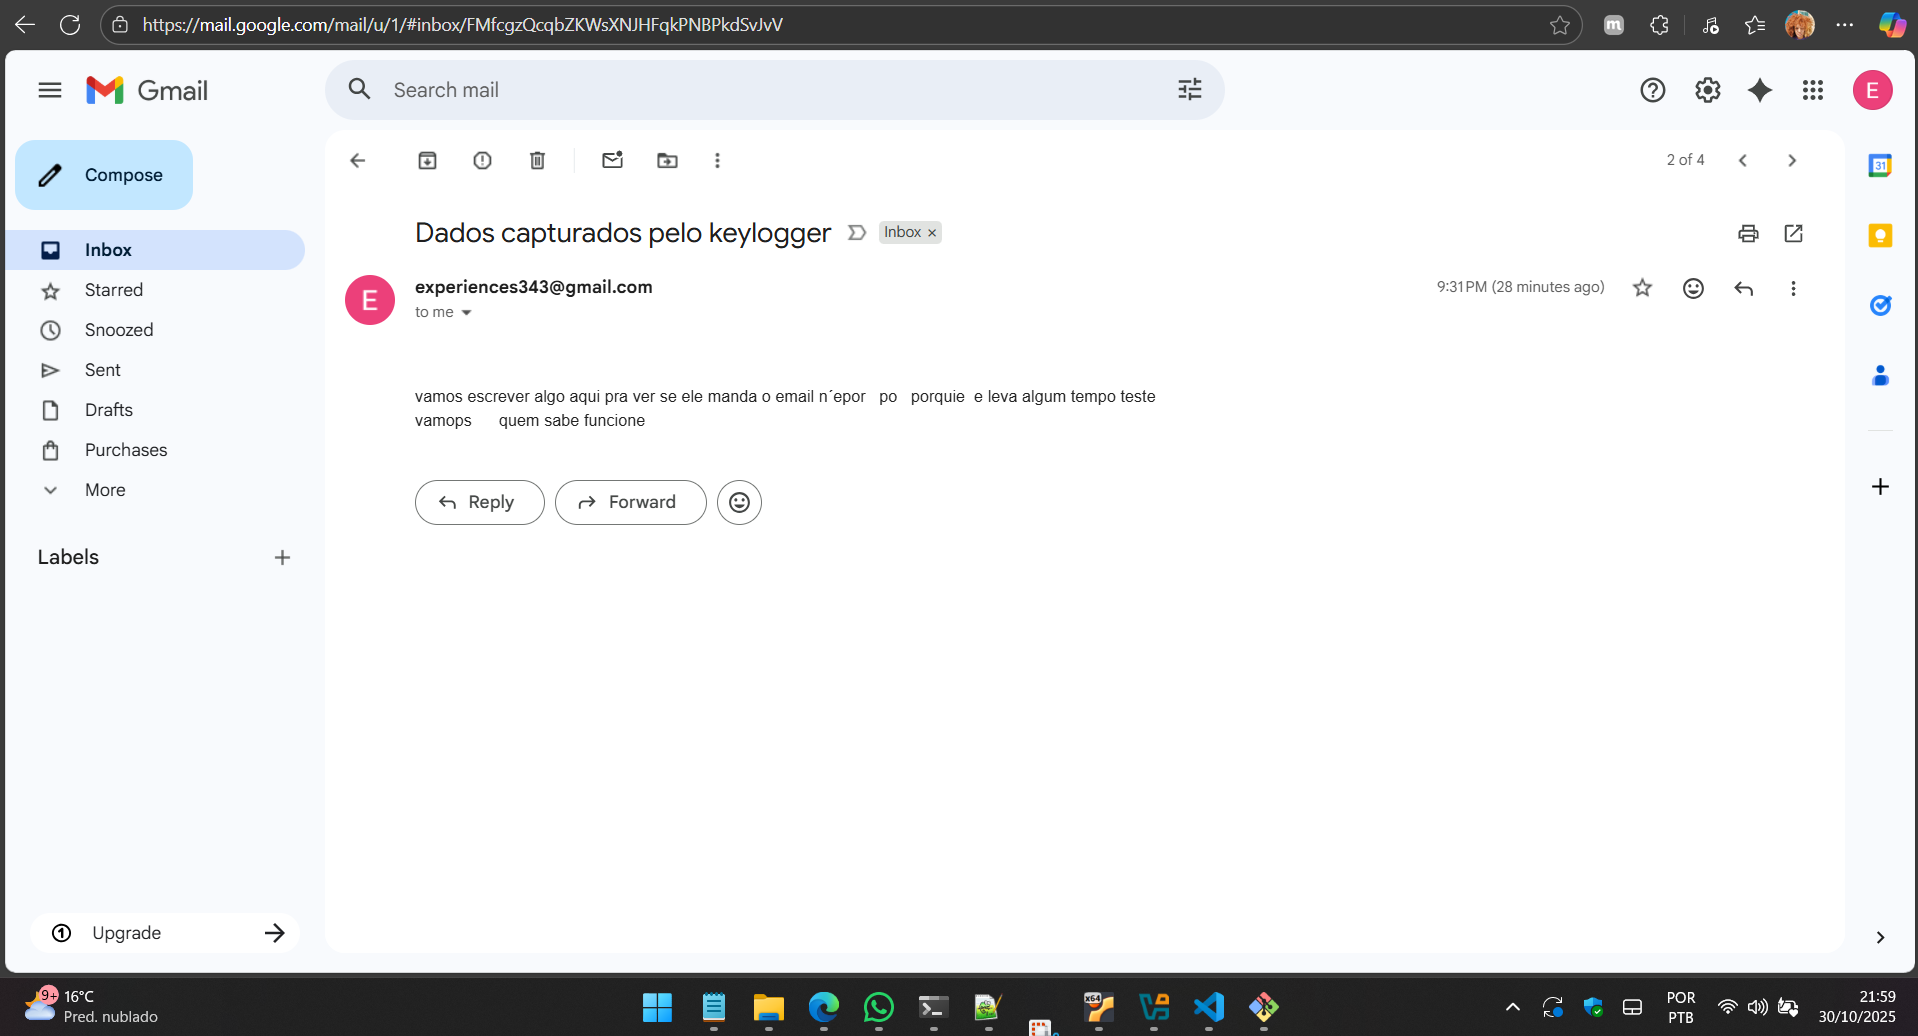 https://mail.google.com/mail/u/1/#inbox/FMfcgzQcqbZKWsXNJHFqkPNBPkdSvJvV
m
Gmail
Search mail
E
Compose
2 of 4
31
Dados capturados pelo keylogger
Inbox ×
Inbox
Starred
Snoozed
Sent
Drafts
Purchases
More
E
experiences343@gmail.com
9:31 PM (28 minutes ago)
to me
vamos escrever algo aqui pra ver se ele manda o email n´epor po porquie e leva algum tempo teste
vamops quem sabe funcione
Reply
Forward
Labels
1
Upgrade
9+
16°C
Pred. nublado
X64
POR
PTB
21:59
30/10/2025